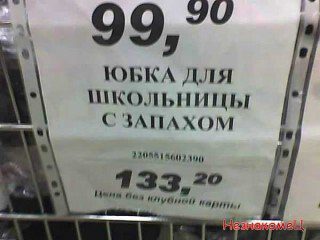 99,90
ЮБКА ДЛЯ
ШКОЛЬНИЦЫ
С ЗАПАХОМ
2205515602390
133,20
Цена без клубной карты
Незнакомец